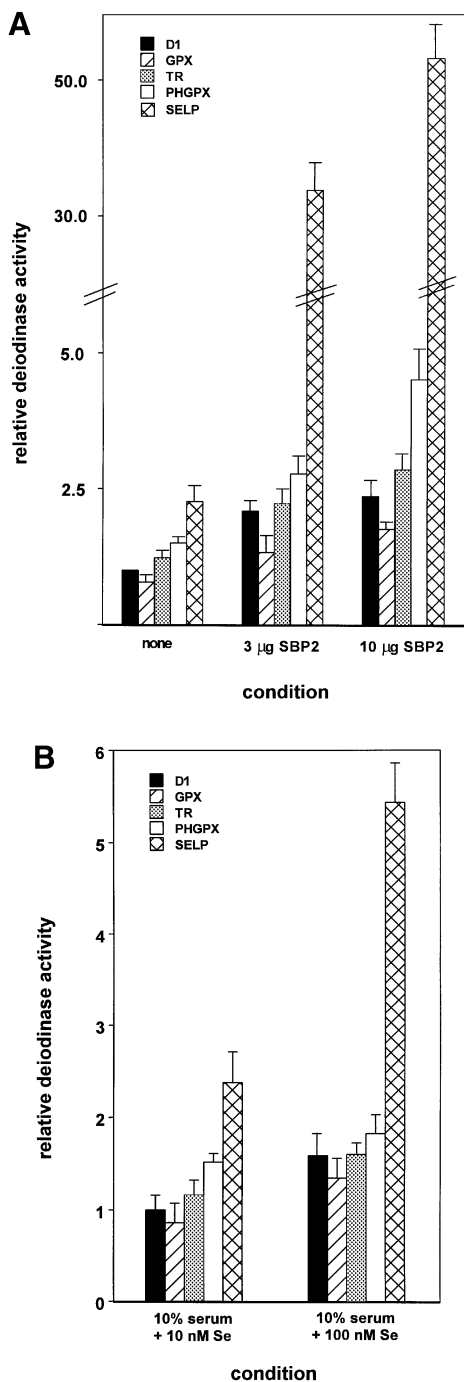 A
D1
GPX
TR
PHGPX
SELP
50.0
30.0
5.0
2.5
relative deiodinase activity
none
3 µg SBP2
10 µg SBP2
condition
B
D1
GPX
TR
PHGPX
SELP
6
5
4
3
2
1
0
relative deiodinase activity
10% serum
+ 10 nM Se
10% serum
+ 100 nM Se
condition